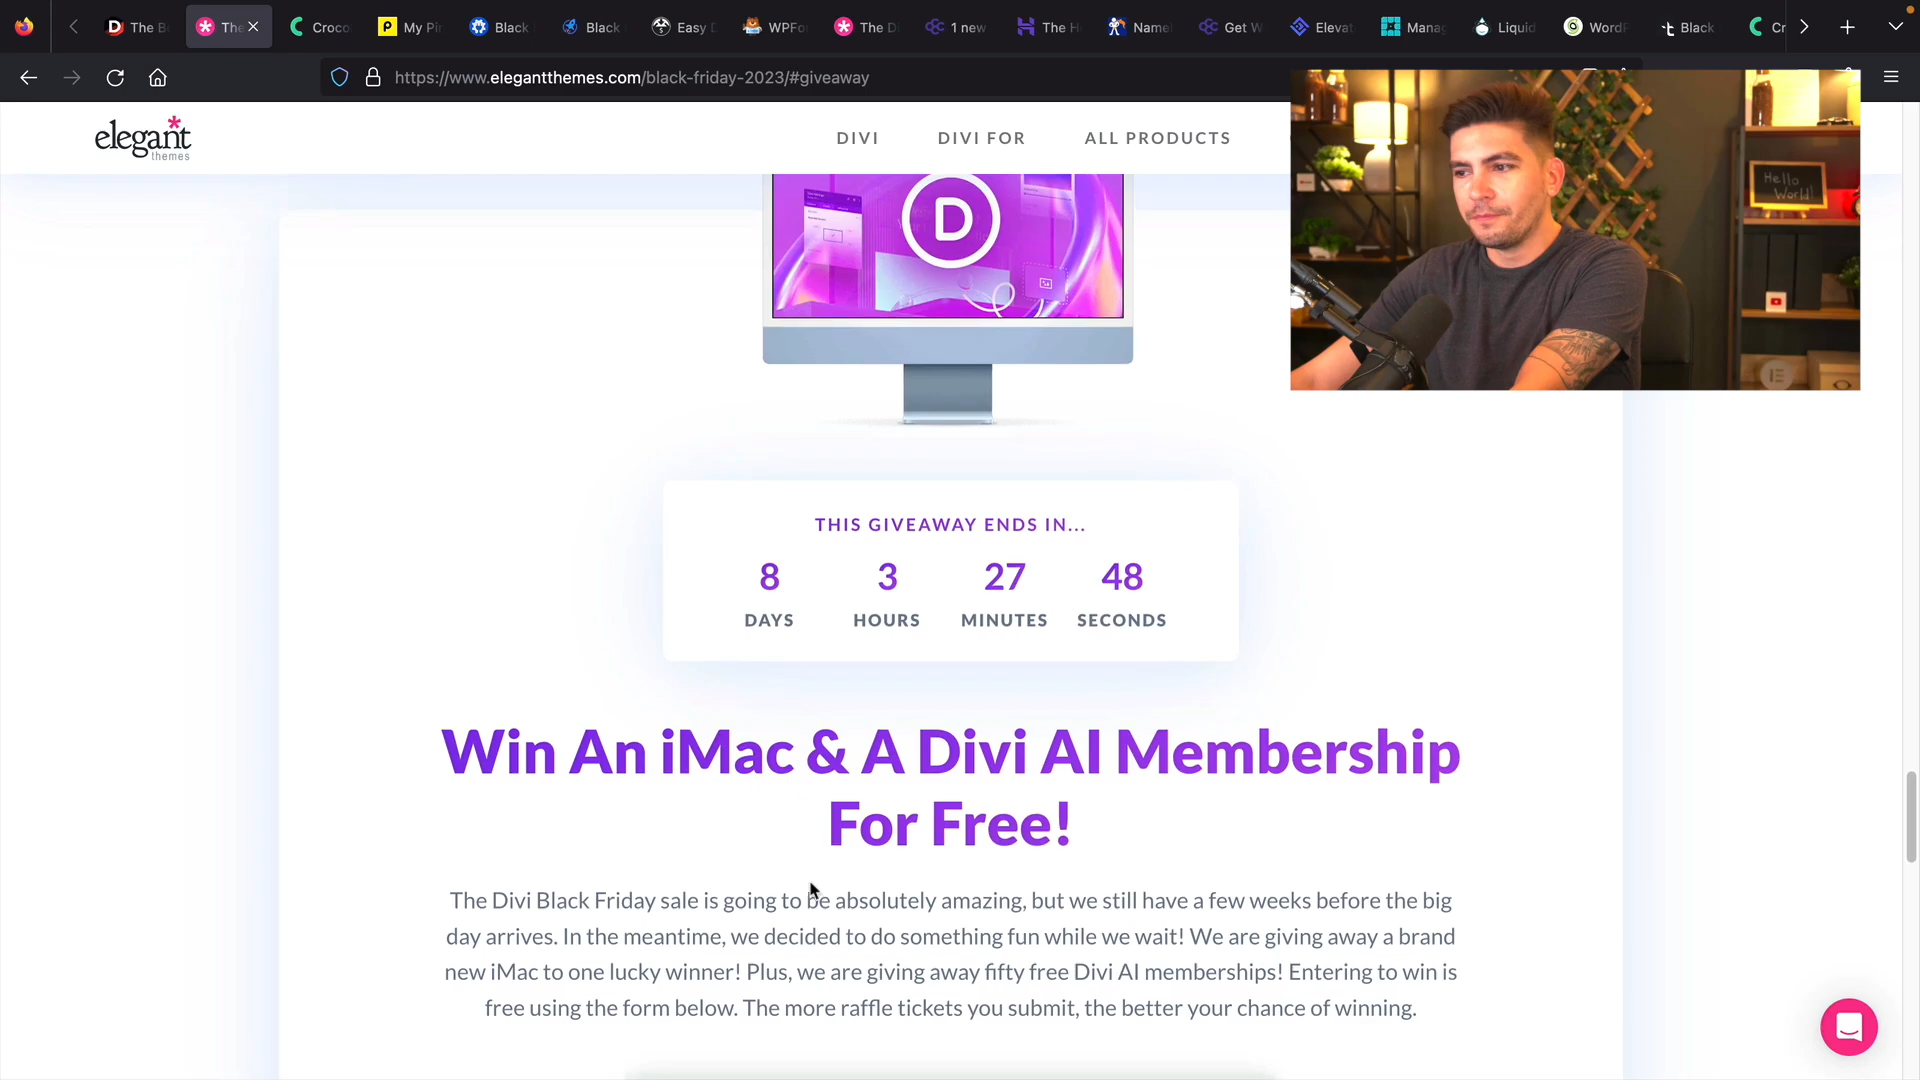 The B
The
Croco
My Pi
Black
Black
Easy D
WPFo
The D
1 new
The H
Name
Get W
Elevat
Manag
Liquid
WordP
Black
Cr
https://www.elegantthemes.com/black-friday-2023/#giveaway
elegant
themes
DIVI
DIVI FOR
ALL PRODUCTS
Hello
World!
D
THIS GIVEAWAY ENDS IN...
8 3 27 48
DAYS HOURS MINUTES SECONDS
Win An iMac & A Divi AI Membership
For Free!
The Divi Black Friday sale is going to be absolutely amazing, but we still have a few weeks before the big
day arrives. In the meantime, we decided to do something fun while we wait! We are giving away a brand
new iMac to one lucky winner! Plus, we are giving away fifty free Divi AI memberships! Entering to win is
free using the form below. The more raffle tickets you submit, the better your chance of winning.